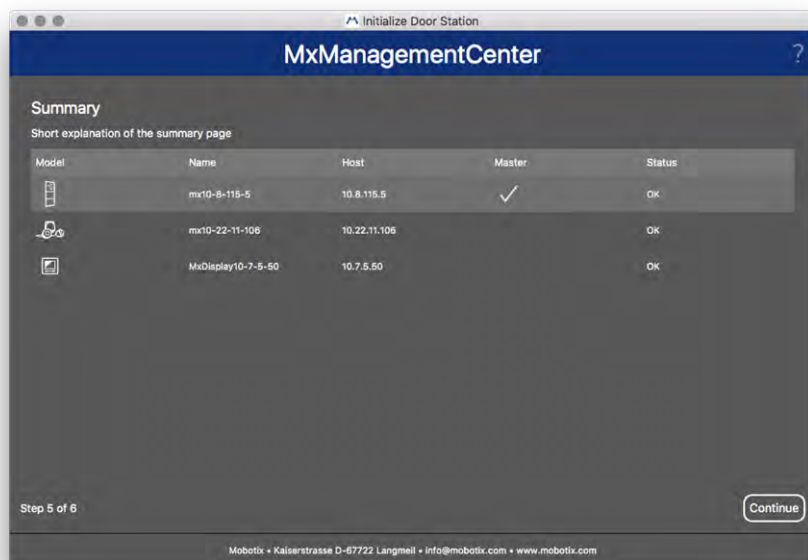 Initialize Door Station
MxManagementCenter ?
Summary
Short explanation of the summary page
Model Name Host Master Status
mx10-8-115-5 10.8.115.5 OK
mx10-22-11-106 10.22.11.106 OK
MxDisplay10-7-5-50 10.7.5.50 OK
Step 5 of 6 Continue
Mobotix • Kaiserstrasse D-67722 Langmeil • info@mobotix.com • www.mobotix.com